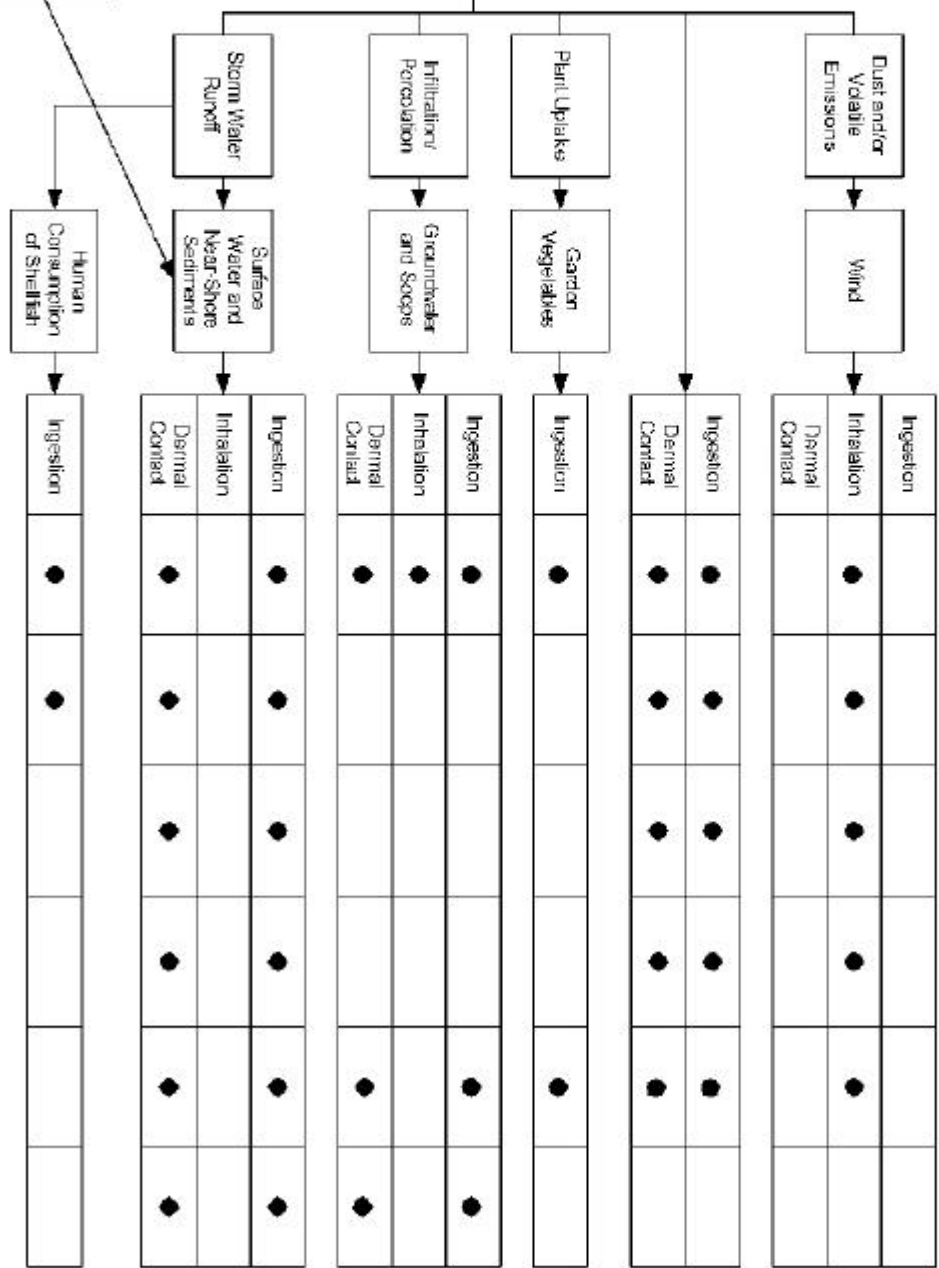 Dust and/or
Volatile
Emissions
Wind
Ingestion
Inhalation
Dermal
Contact
Ingestion
Dermal
Contact
Plant Uptake
Garden
Vegetables
Ingestion
Infiltration/
Percolation
Groundwater
and Seeps
Ingestion
Inhalation
Dermal
Contact
Storm Water
Runoff
Surface
Water and
Near-Shore
Sediments
Ingestion
Inhalation
Dermal
Contact
Human
Consumption
of Shellfish
Ingestion